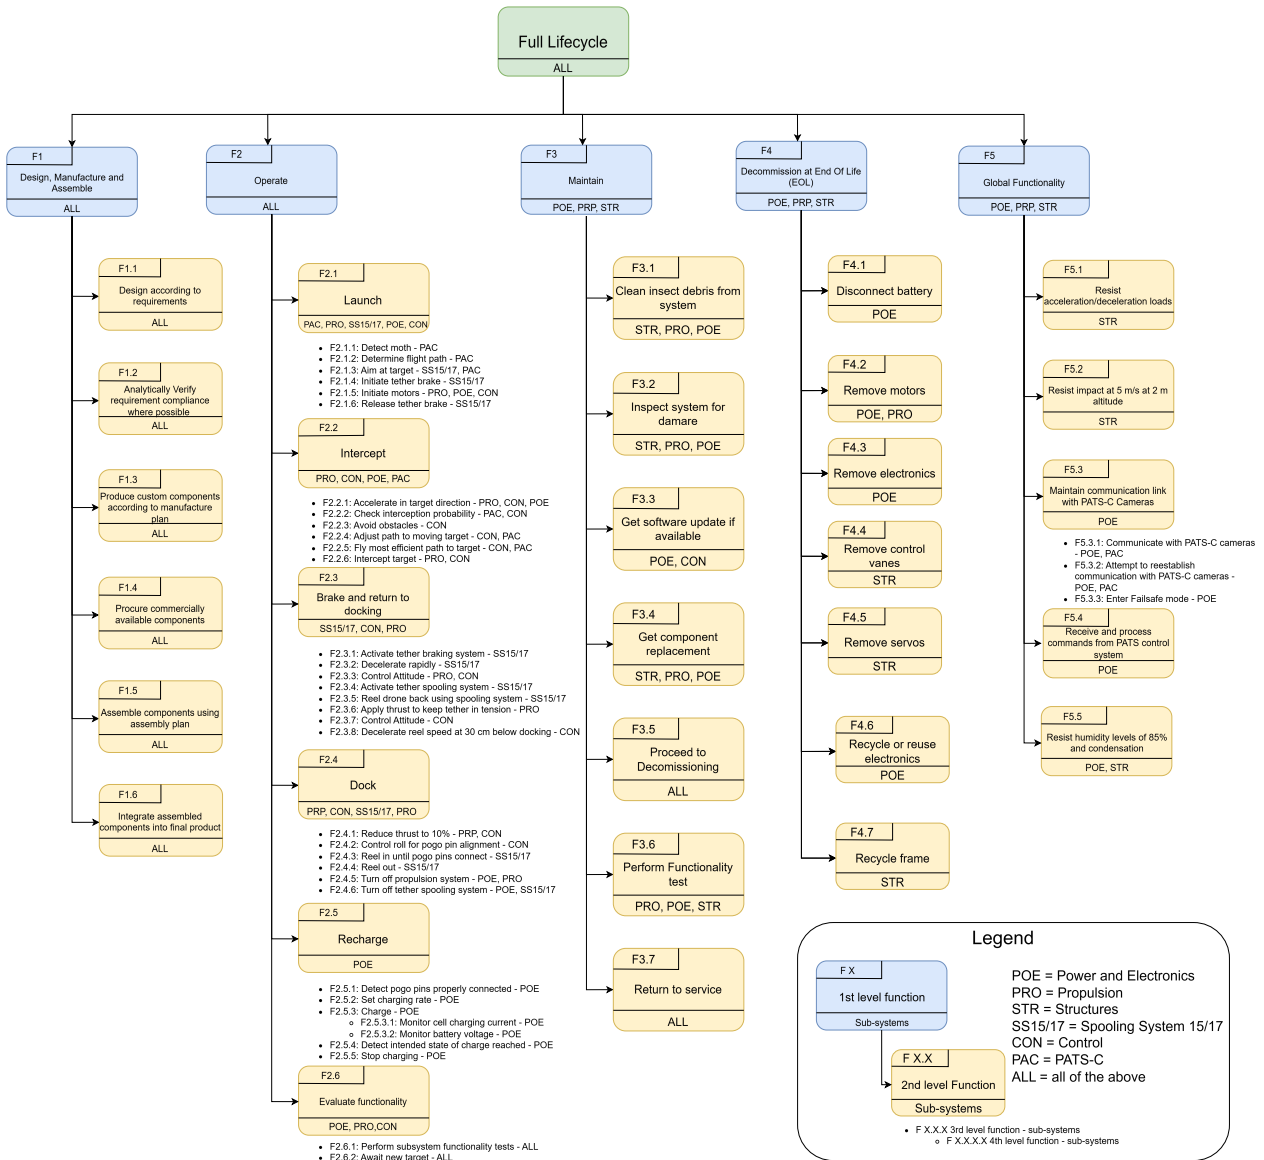 Full Lifecycle
ALL
F1
Design, Manufacture and
Assemble
ALL
F1.1
Design according to
requirements
ALL
F1.2
Analytically Verify
requirement compliance
where possible
ALL
F1.3
Produce custom components
according to manufacture
plan
ALL
F1.4
Procure commercially
available components
ALL
F1.5
Assemble components using
assembly plan
ALL
F1.6
Integrate assembled
components into final product
ALL
F2
Operate
ALL
F2.1
Launch
PAC, PRO, SS15/17, POE, CON
• F2.1.1: Detect moth - PAC
• F2.1.2: Determine flight path - PAC
• F2.1.3: Aim at target - SS15/17, PAC
• F2.1.4: Initiate tether brake - SS15/17
• F2.1.5: Initiate motors - PRO, POE, CON
• F2.1.6: Release tether brake - SS15/17
F2.2
Intercept
PRO, CON, POE, PAC
• F2.2.1: Accelerate in target direction - PRO, CON, POE
• F2.2.2: Check interception probability - PAC, CON
• F2.2.3: Avoid obstacles - CON
• F2.2.4: Adjust path to moving target - CON, PAC
• F2.2.5: Fly most efficient path to target - CON, PAC
• F2.2.6: Intercept target - PRO, CON
F2.3
Brake and return to
docking
SS15/17, CON, PRO
• F2.3.1: Activate tether braking system - SS15/17
• F2.3.2: Decelerate rapidly - SS15/17
• F2.3.3: Control Attitude - PRO, CON
• F2.3.4: Activate tether spooling system - SS15/17
• F2.3.5: Reel drone back using spooling system - SS15/17
• F2.3.6: Apply thrust to keep tether in tension - PRO
• F2.3.7: Control Attitude - CON
• F2.3.8: Decelerate reel speed at 30 cm below docking - CON
F2.4
Dock
PRP, CON, SS15/17, PRO
• F2.4.1: Reduce thrust to 10% - PRP, CON
• F2.4.2: Control roll for pogo pin alignment - CON
• F2.4.3: Reel in until pogo pins connect - SS15/17
• F2.4.4: Reel out - SS15/17
• F2.4.5: Turn off propulsion system - POE, PRO
• F2.4.6: Turn off tether spooling system - POE, SS15/17
F2.5
Recharge
POE
• F2.5.1: Detect pogo pins properly connected - POE
• F2.5.2: Set charging rate - POE
• F2.5.3: Charge - POE
F2.5.3.1: Monitor cell charging current - POE
F2.5.3.2: Monitor battery voltage - POE
• F2.5.4: Detect intended state of charge reached - POE
• F2.5.5: Stop charging - POE
F2.6
Evaluate functionality
POE, PRO,CON
• F2.6.1: Perform subsystem functionality tests - ALL
• F2.6.2: Await new target - ALL
F3
Maintain
POE, PRP, STR
F3.1
Clean insect debris from
system
STR, PRO, POE
F3.2
Inspect system for
damare
STR, PRO, POE
F3.3
Get software update if
available
POE, CON
F3.4
Get component
replacement
STR, PRO, POE
F3.5
Proceed to
Decomissioning
ALL
F3.6
Perform Functionality
test
PRO, POE, STR
F3.7
Return to service
ALL
F4
Decommission at End Of Life
(EOL)
POE, PRP, STR
F4.1
Disconnect battery
POE
F4.2
Remove motors
POE, PRO
F4.3
Remove electronics
POE
F4.4
Remove control
vanes
STR
F4.5
Remove servos
STR
F4.6
Recycle or reuse
electronics
POE
F4.7
Recycle frame
STR
F5
Global Functionality
POE, PRP, STR
F5.1
Resist
acceleration/deceleration loads
STR
F5.2
Resist impact at 5 m/s at 2 m
altitude
STR
F5.3
Maintain communication link
with PATS-C Cameras
POE
• F5.3.1: Communicate with PATS-C cameras
- POE, PAC
• F5.3.2: Attempt to reestablish
communication with PATS-C cameras -
POE, PAC
• F5.3.3: Enter Failsafe mode - POE
F5.4
Receive and process
commands from PATS control
system
POE
F5.5
Resist humidity levels of 85%
and condensation
POE, STR
Legend
F X
1st level function
Sub-systems
F X.X
2nd level Function
Sub-systems
• F X.X.X 3rd level function - sub-systems
F X.X.X.X 4th level function - sub-systems
POE = Power and Electronics
PRO = Propulsion
STR = Structures
SS15/17 = Spooling System 15/17
CON = Control
PAC = PATS-C
ALL = all of the above